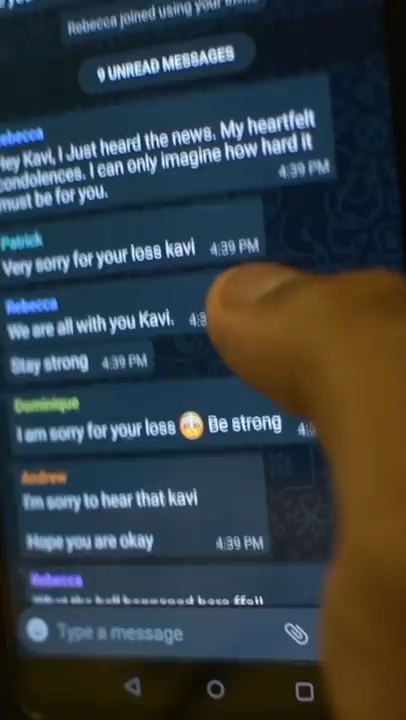 Rebecca joined using your
9 UNREAD MESSAGES
Rebecca
Hey Kavi, I Just heard the news. My heartfelt
condolences. I can only imagine how hard it
must be for you.
4:39 PM
Patrick
Very sorry for your loss kavi 4:39 PM
Rebecca
We are all with you Kavi.
Stay strong 4:39 PM
Dominique
I am sorry for your loss 😳 Be strong
Andrew
I'm sorry to hear that kavi
Hope you are okay 4:39 PM
Rebecca
Type a message